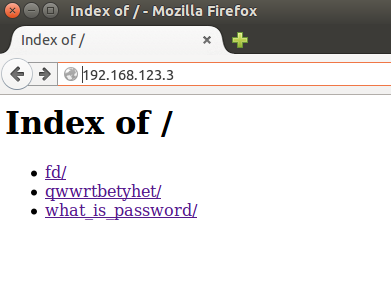 Index of / - Mozilla Firefox
Index of /
192.168.123.3
Index of /
fd/
qwwrtbetyhet/
what_is_password/